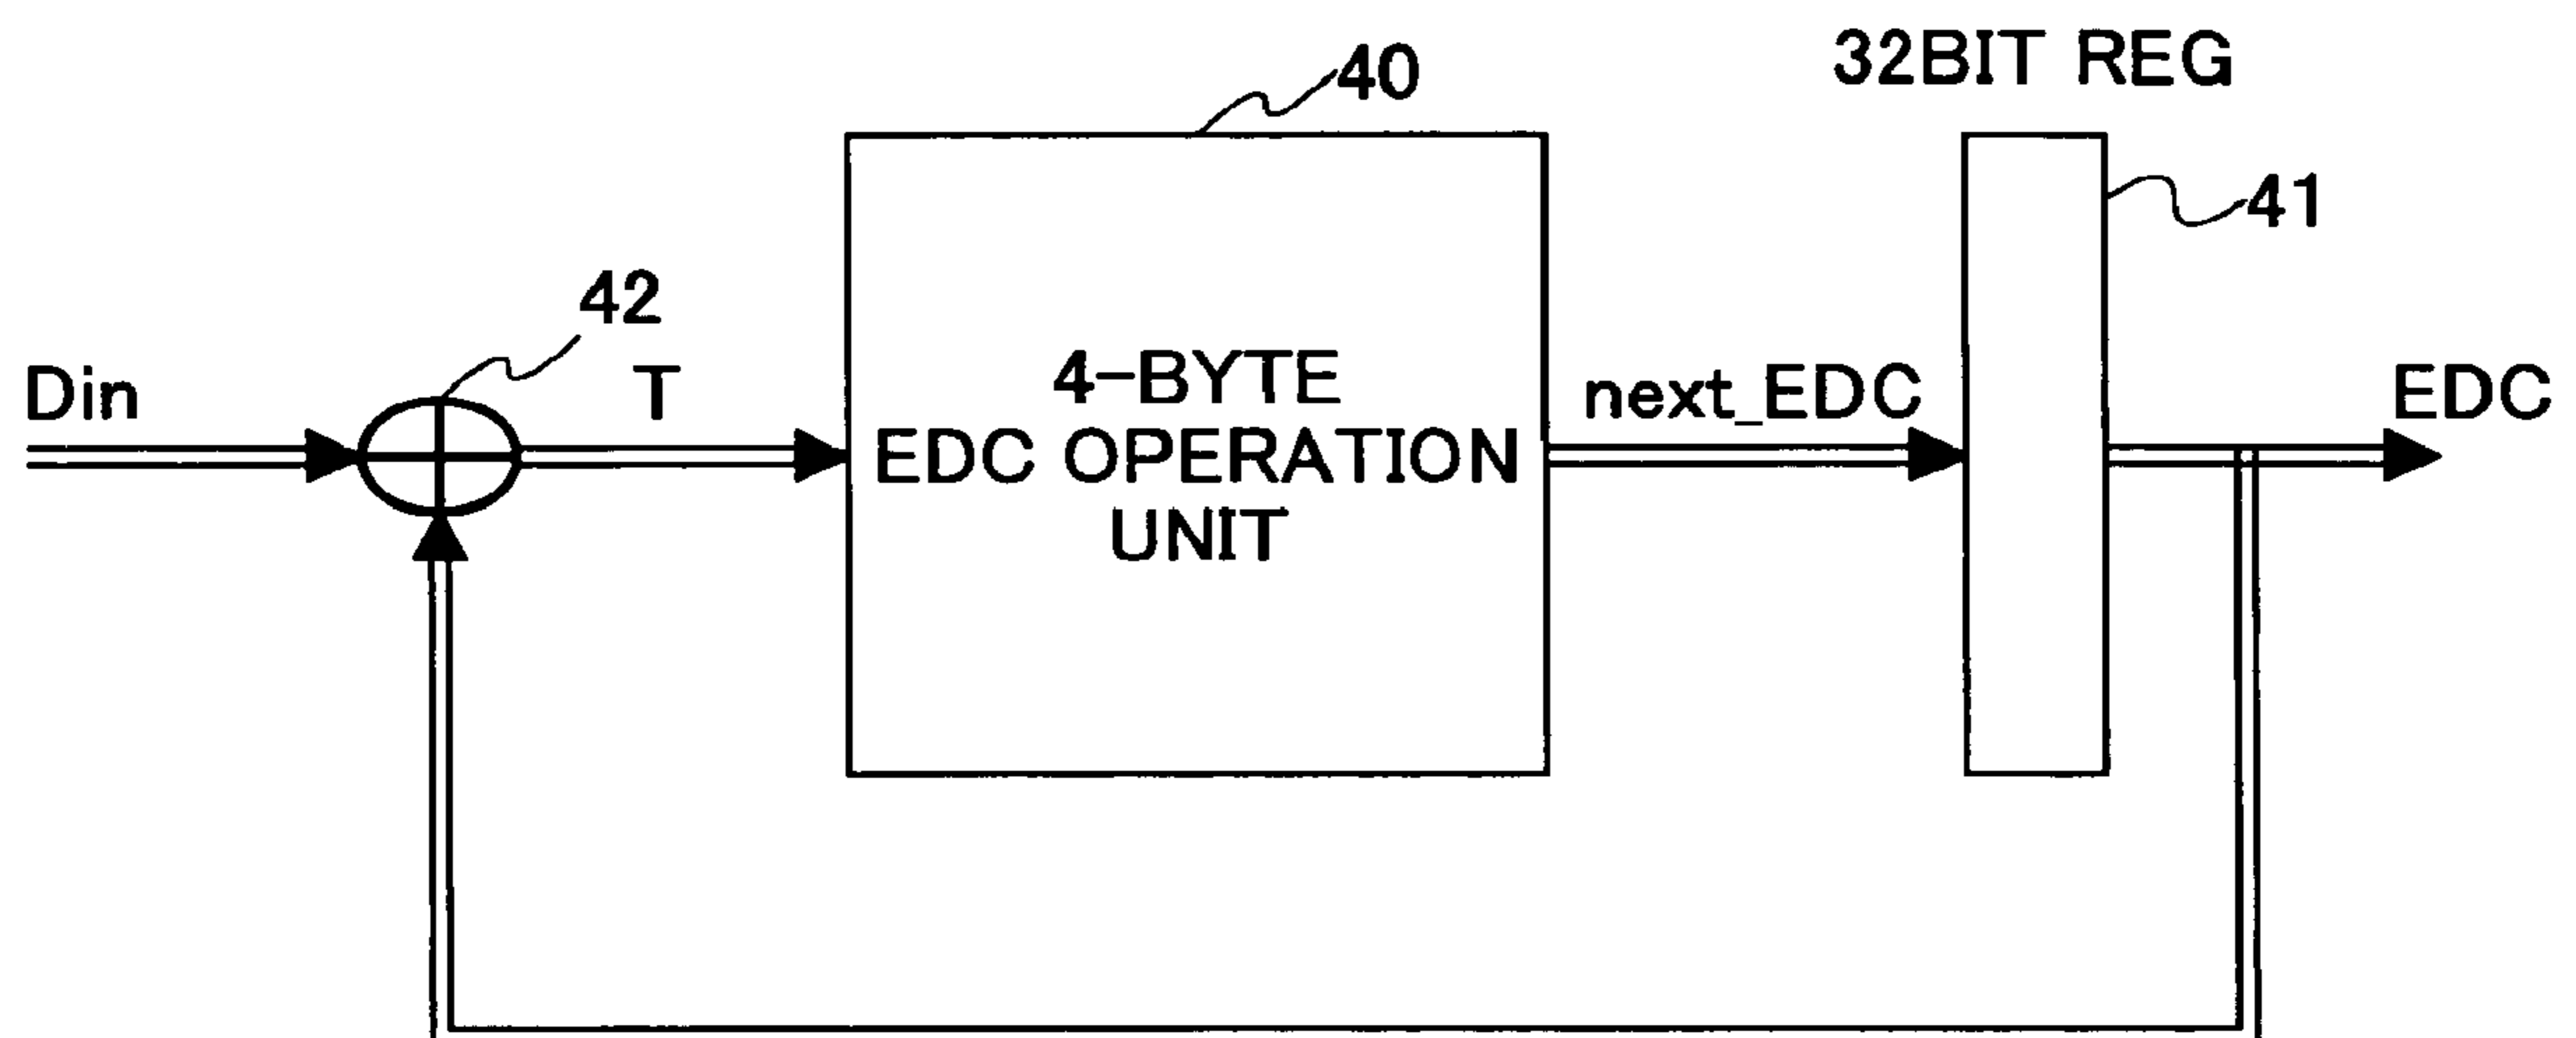 32BIT REG
40
41
42
Din
T
4-BYTE
EDC OPERATION
UNIT
next_EDC
EDC